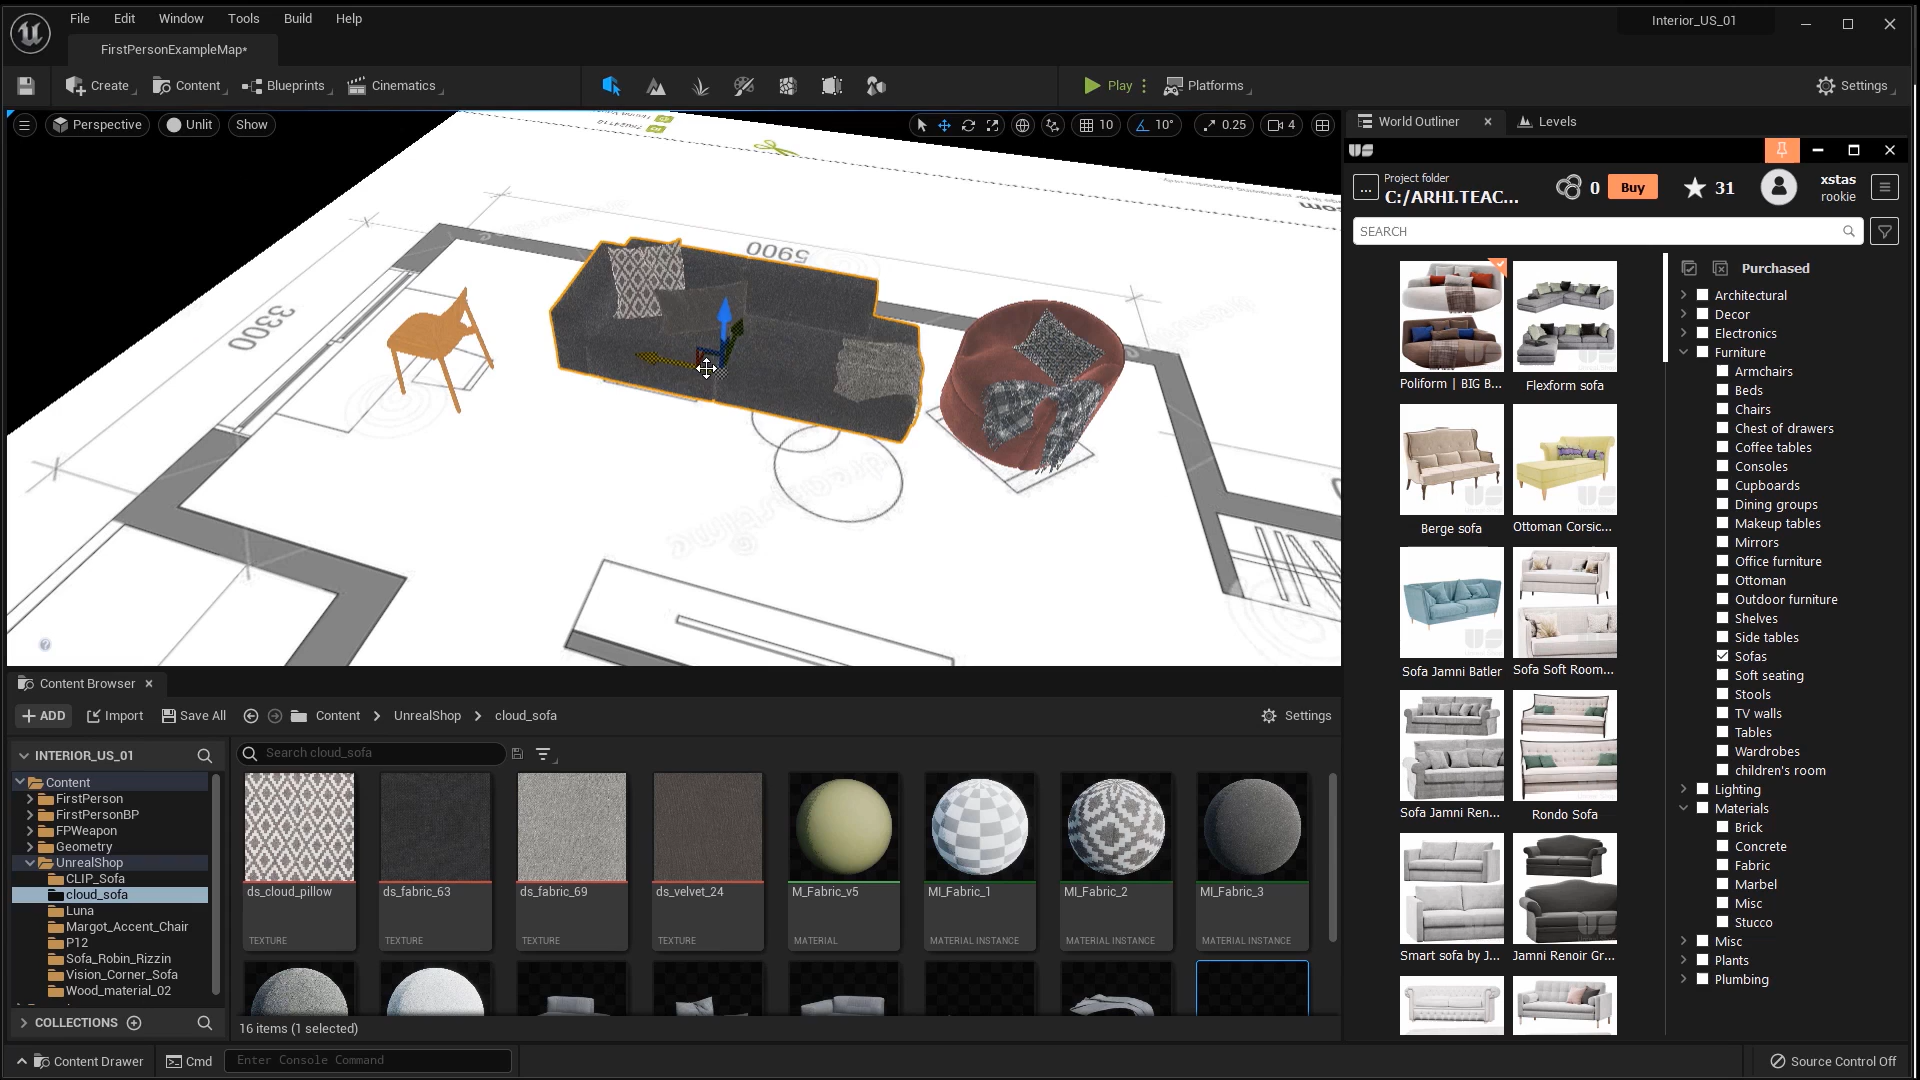 File Edit Window Tools Build Help
Interior_US_01
FirstPersonExampleMap*
Create Content Blueprints Cinematics Play Platforms Settings
Perspective Unlit Show 10 10° 0.25 4
World Outliner Levels
5900
3300
Project folder
C:/ARHI.TEAC...
0 Buy 31 xstas
rookie
SEARCH
Poliform | BIG B...
Flexform sofa
Berge sofa
Ottoman Corsic...
Sofa Jamni Batler
Sofa Soft Room...
Sofa Jamni Ren...
Rondo Sofa
Smart sofa by J...
Jamni Renoir Gr...
Purchased
Architectural
Decor
Electronics
Furniture
Armchairs
Beds
Chairs
Chest of drawers
Coffee tables
Consoles
Cupboards
Dining groups
Makeup tables
Mirrors
Office furniture
Ottoman
Outdoor furniture
Shelves
Side tables
Sofas
Soft seating
Stools
TV walls
Tables
Wardrobes
children's room
Lighting
Materials
Brick
Concrete
Fabric
Marbel
Misc
Stucco
Misc
Plants
Plumbing
Content Browser
ADD Import Save All Content UnrealShop cloud_sofa Settings
INTERIOR_US_01
Search cloud_sofa
Content
FirstPerson
FirstPersonBP
FPWeapon
Geometry
UnrealShop
CLIP_Sofa
cloud_sofa
Luna
Margot_Accent_Chair
P12
Sofa_Robin_Rizzin
Vision_Corner_Sofa
Wood_material_02
COLLECTIONS
ds_cloud_pillow
TEXTURE
ds_fabric_63
TEXTURE
ds_fabric_69
TEXTURE
ds_velvet_24
TEXTURE
M_Fabric_v5
MATERIAL
MI_Fabric_1
MATERIAL INSTANCE
MI_Fabric_2
MATERIAL INSTANCE
MI_Fabric_3
MATERIAL INSTANCE
16 items (1 selected)
Content Drawer Cmd Enter Console Command
Source Control Off